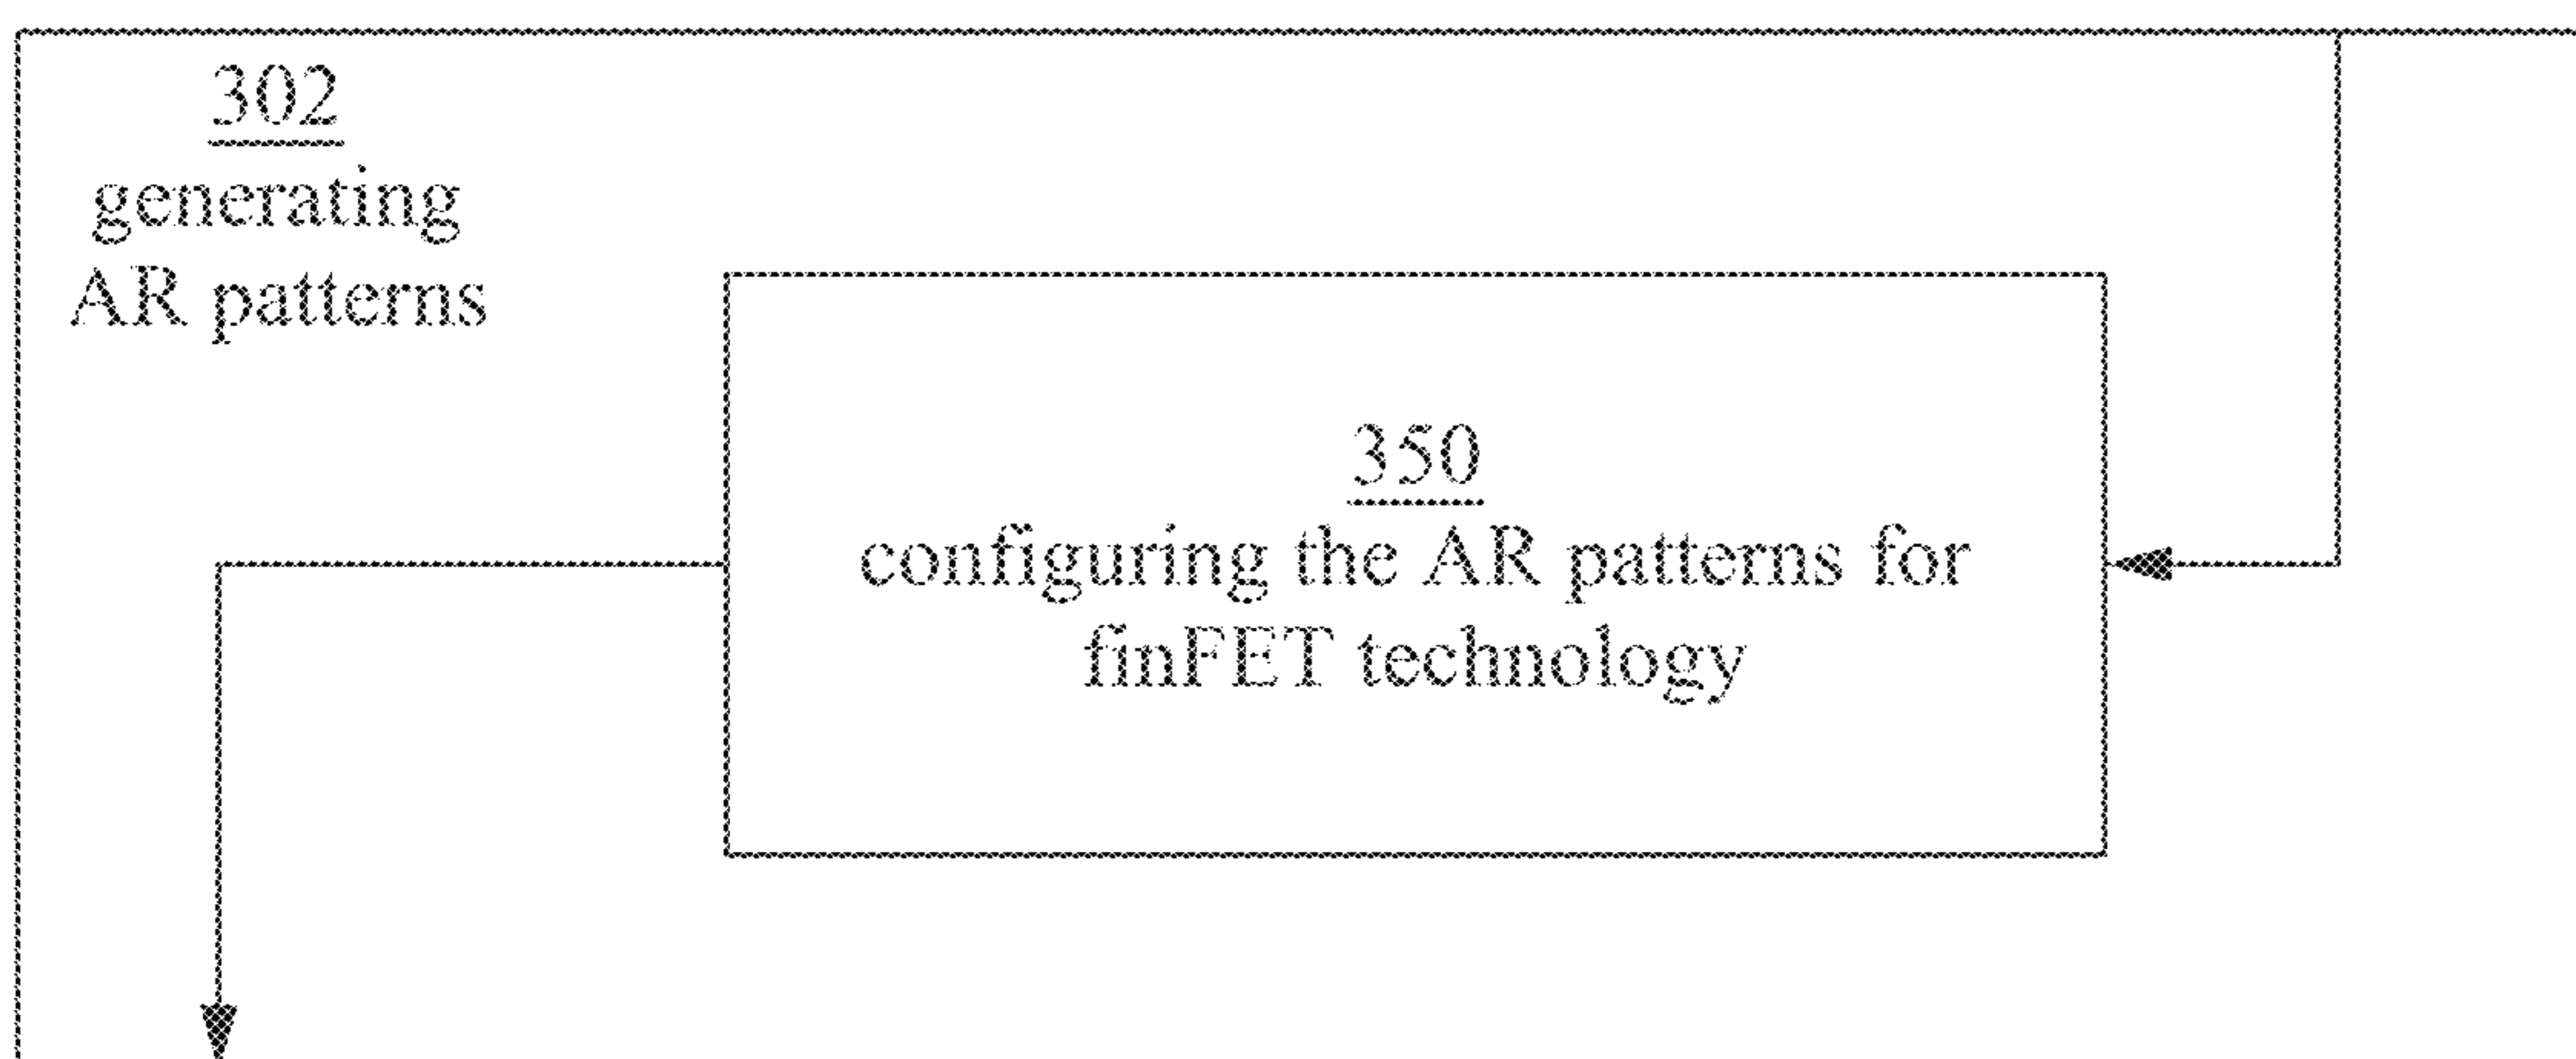 302
generating
AR patterns
350
configuring the AR patterns for
finFET technology